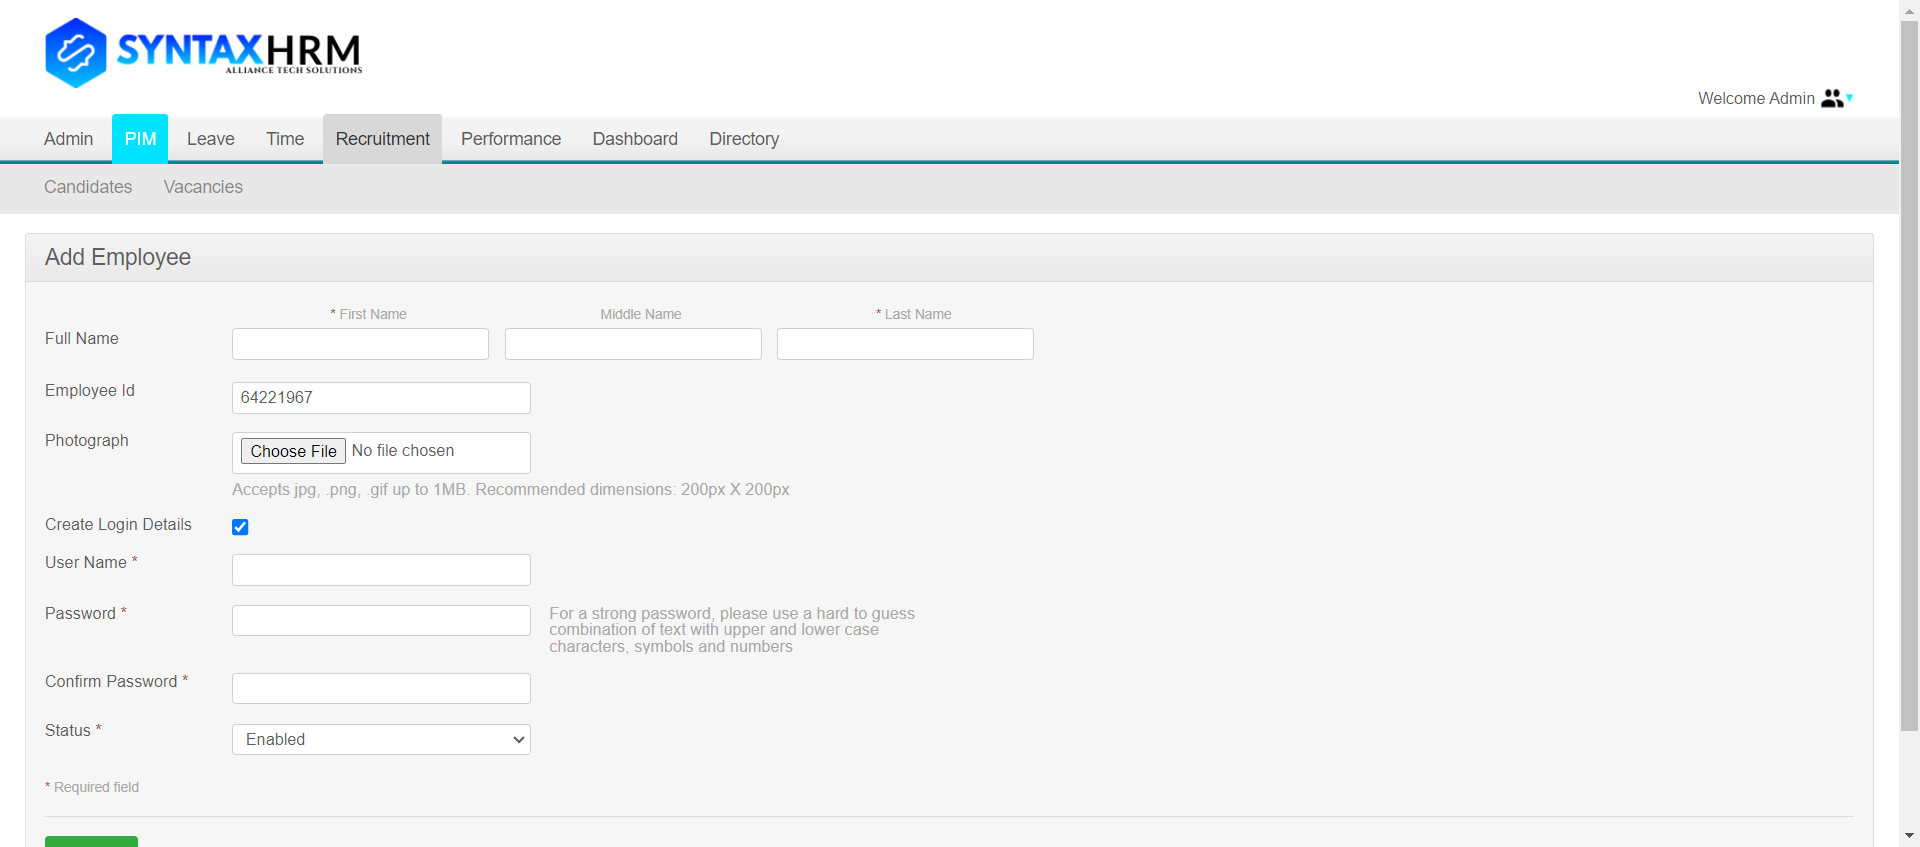 SYNTAXHRM
ALLIANCE TECH SOLUTIONS
Welcome Admin
Admin PIM Leave Time Recruitment Performance Dashboard Directory
Candidates Vacancies
Add Employee
* First Name Middle Name * Last Name
Full Name
Employee Id 64221967
Photograph Choose File No file chosen
Accepts jpg, .png, .gif up to 1MB. Recommended dimensions: 200px X 200px
Create Login Details
User Name *
Password * For a strong password, please use a hard to guess
combination of text with upper and lower case
characters, symbols and numbers
Confirm Password *
Status * Enabled
* Required field